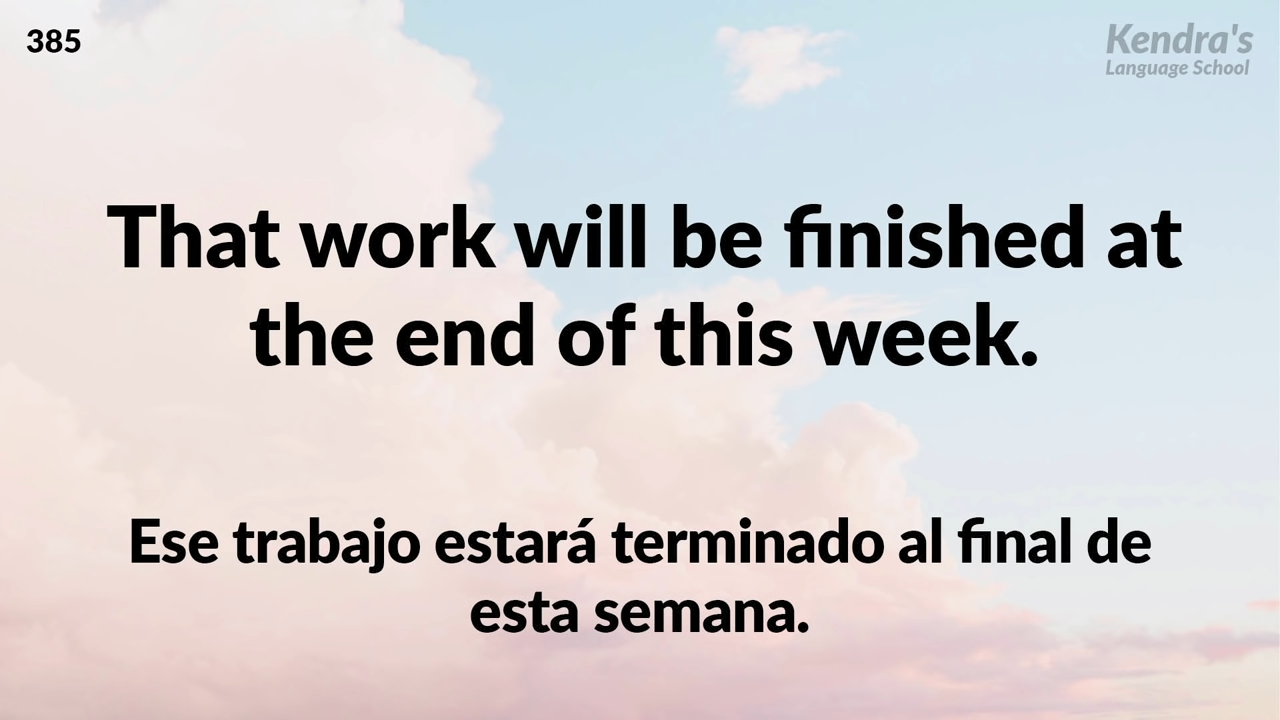 385
Kendra's
Language School
That work will be finished at
the end of this week.
Ese trabajo estará terminado al final de
esta semana.